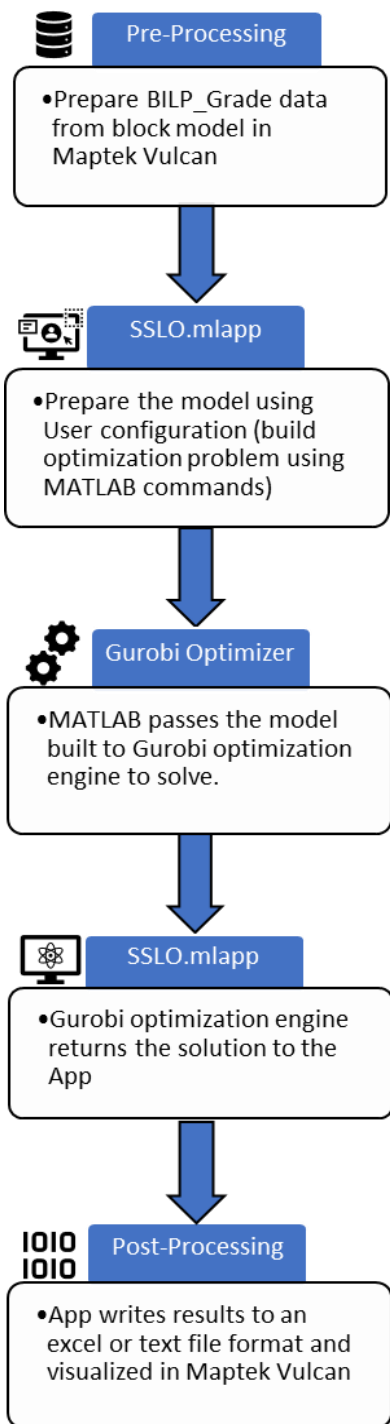 Pre-Processing
•Prepare BILP_Grade data
from block model in
Maptek Vulcan
SSLO.mlapp
•Prepare the model using
User configuration (build
optimization problem using
MATLAB commands)
Gurobi Optimizer
•MATLAB passes the model
built to Gurobi optimization
engine to solve.
SSLO.mlapp
•Gurobi optimization engine
returns the solution to the
App
IOIO
IOIO
Post-Processing
•App writes results to an
excel or text file format and
visualized in Maptek Vulcan